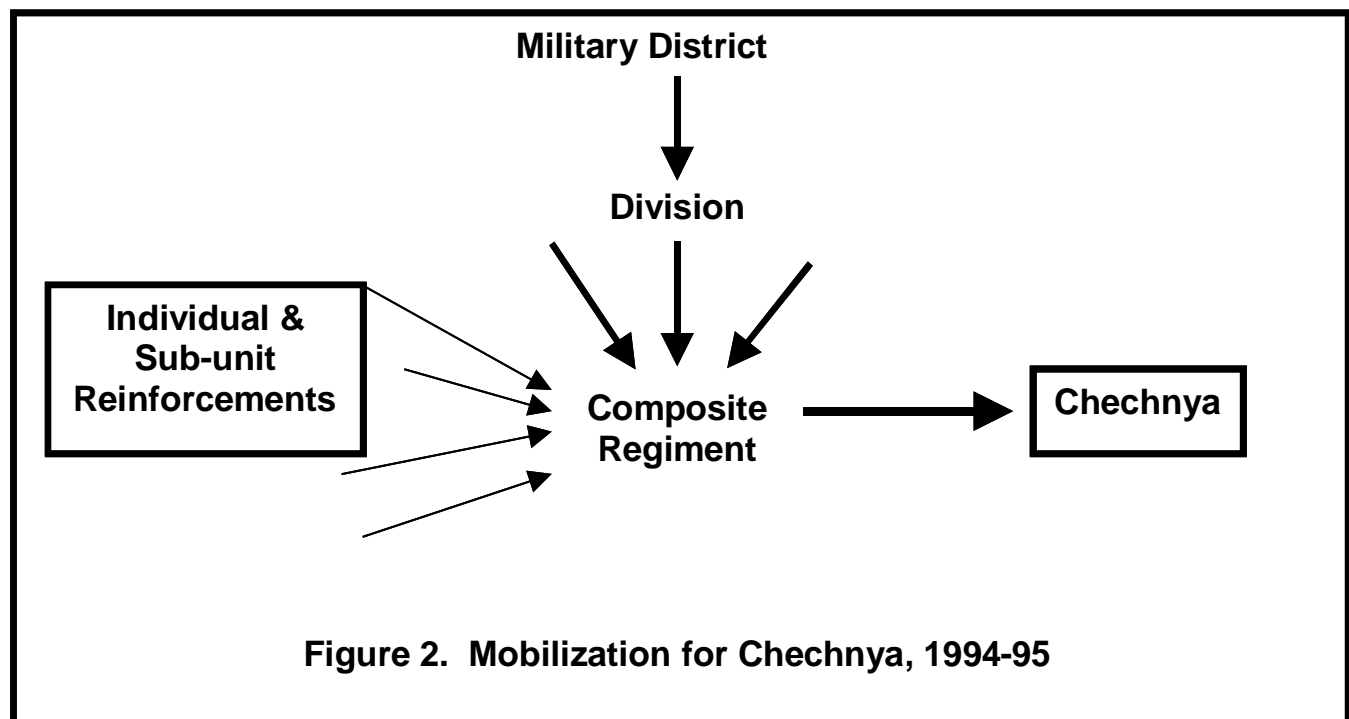 Military District
Division
Individual &
Sub-unit
Reinforcements
Composite
Regiment
Chechnya
Figure 2. Mobilization for Chechnya, 1994-95